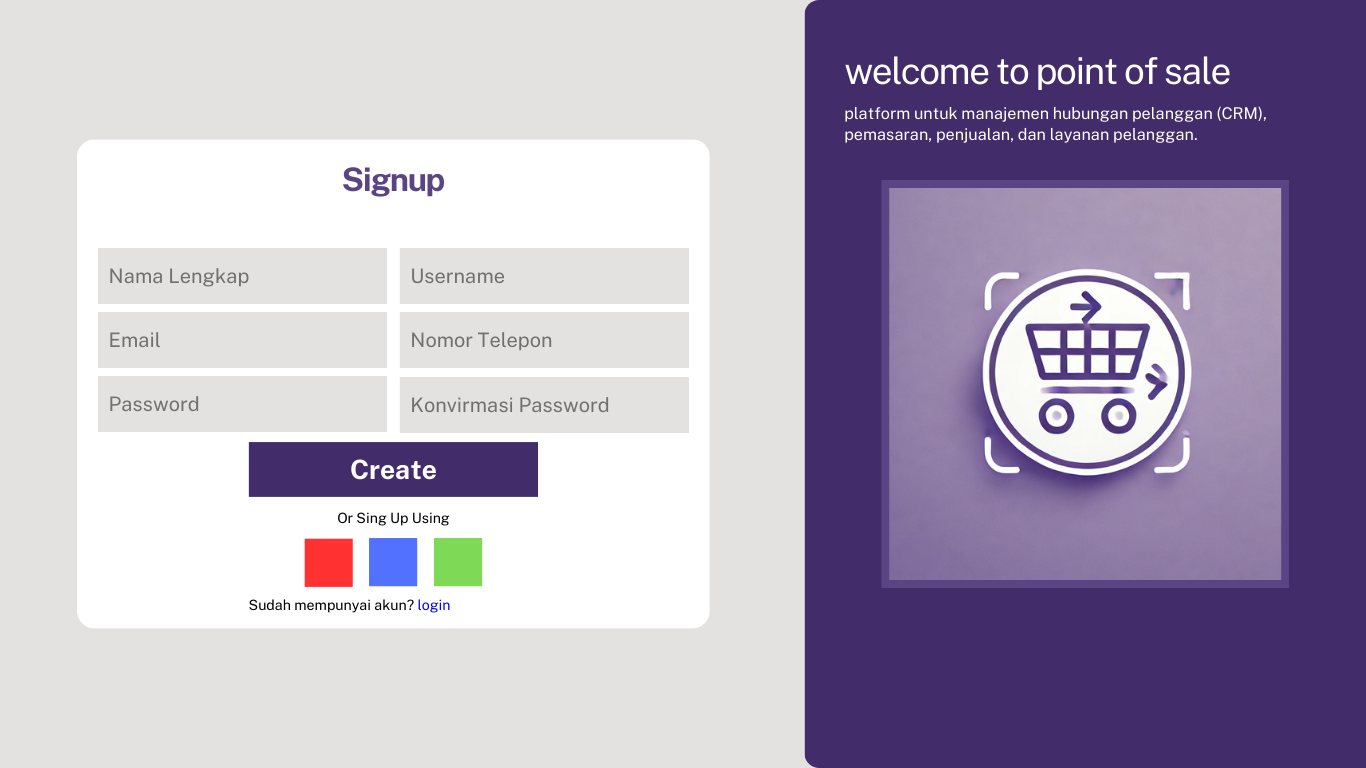 Signup
Nama Lengkap
Username
Email
Nomor Telepon
Password
Konvirmasi Password
Create
Or Sing Up Using
Sudah mempunyai akun? login
welcome to point of sale
platform untuk manajemen hubungan pelanggan (CRM),
pemasaran, penjualan, dan layanan pelanggan.